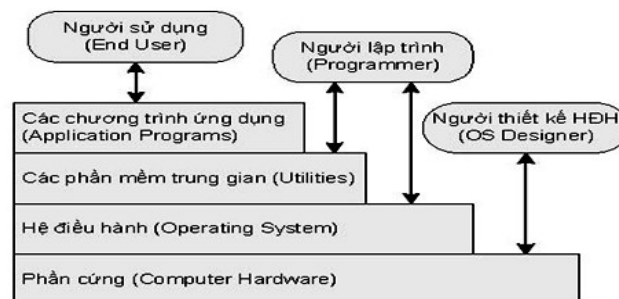 Người sử dụng
(End User)
Người lập trình
(Programmer)
Các chương trình ứng dụng
(Application Programs)
Người thiết kế HĐH
(OS Designer)
Các phần mềm trung gian (Utilities)
Hệ điều hành (Operating System)
Phần cứng (Computer Hardware)